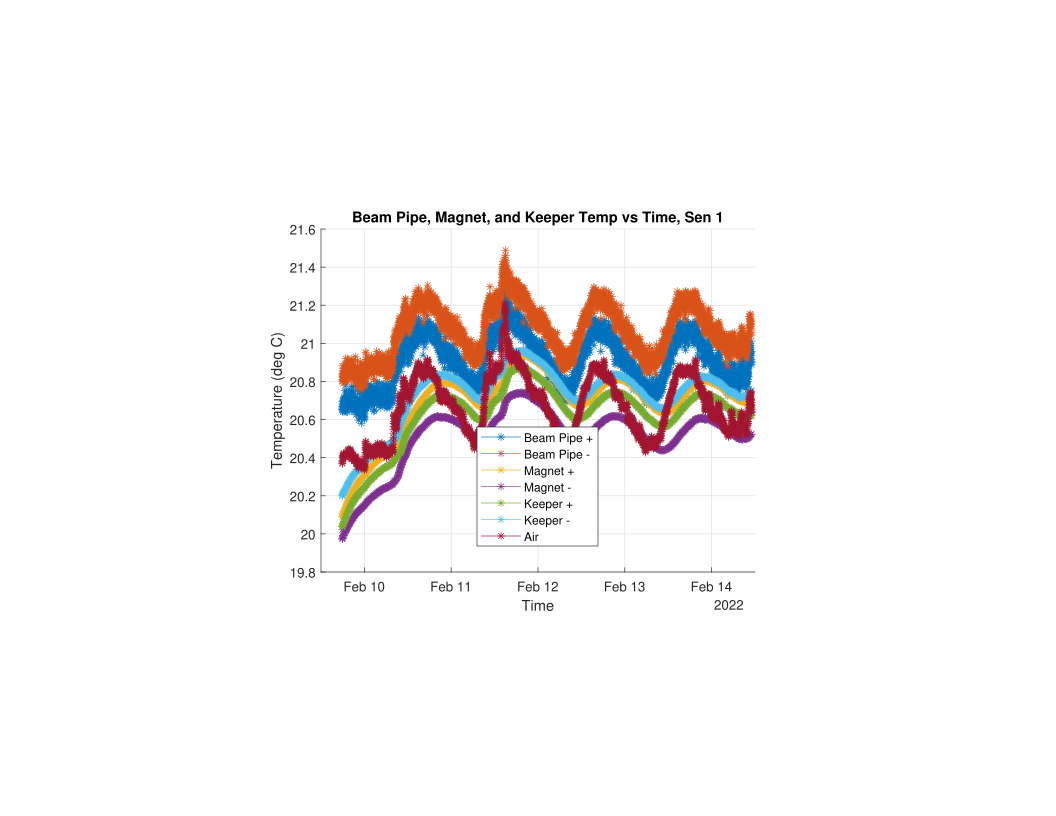 Beam Pipe, Magnet, and Keeper Temp vs Time, Sen 1
21.6
21.4
21.2
21
20.8
20.6
20.4
20.2
20
19.8
Temperature (deg C)
Beam Pipe +
Beam Pipe -
Magnet +
Magnet -
Keeper +
Keeper -
Air
Feb 10 Feb 11 Feb 12 Feb 13 Feb 14
Time
2022